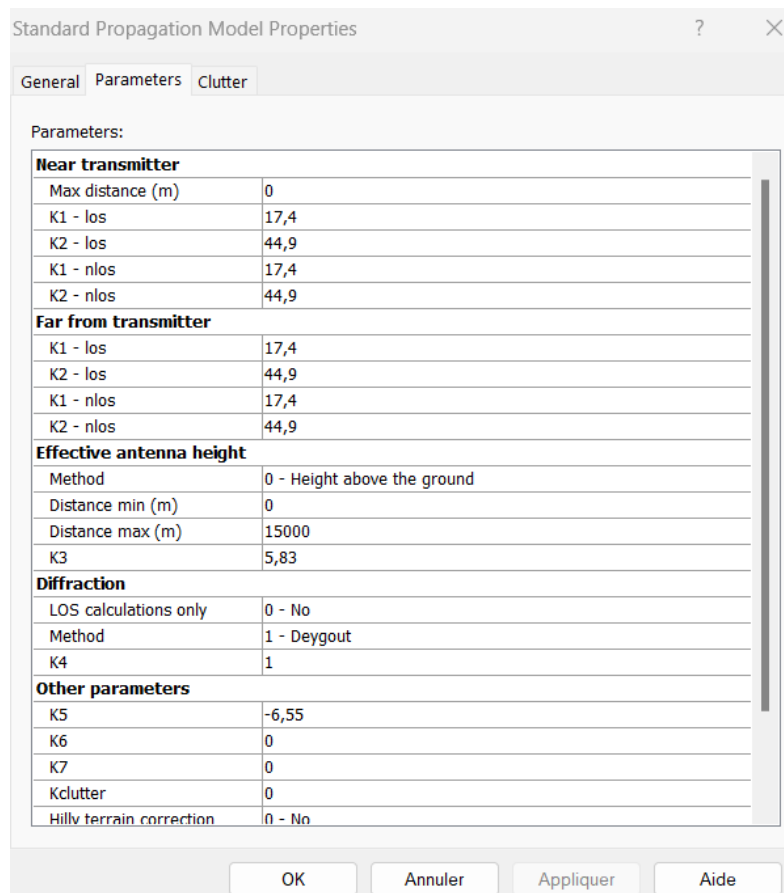 Standard Propagation Model Properties ? ×
General Parameters Clutter
Parameters:
Near transmitter
Max distance (m) 0
K1 - los 17,4
K2 - los 44,9
K1 - nlos 17,4
K2 - nlos 44,9
Far from transmitter
K1 - los 17,4
K2 - los 44,9
K1 - nlos 17,4
K2 - nlos 44,9
Effective antenna height
Method 0 - Height above the ground
Distance min (m) 0
Distance max (m) 15000
K3 5,83
Diffraction
LOS calculations only 0 - No
Method 1 - Deygout
K4 1
Other parameters
K5 -6,55
K6 0
K7 0
Kclutter 0
Hilly terrain correction 0 - No
OK Annuler Appliquer Aide